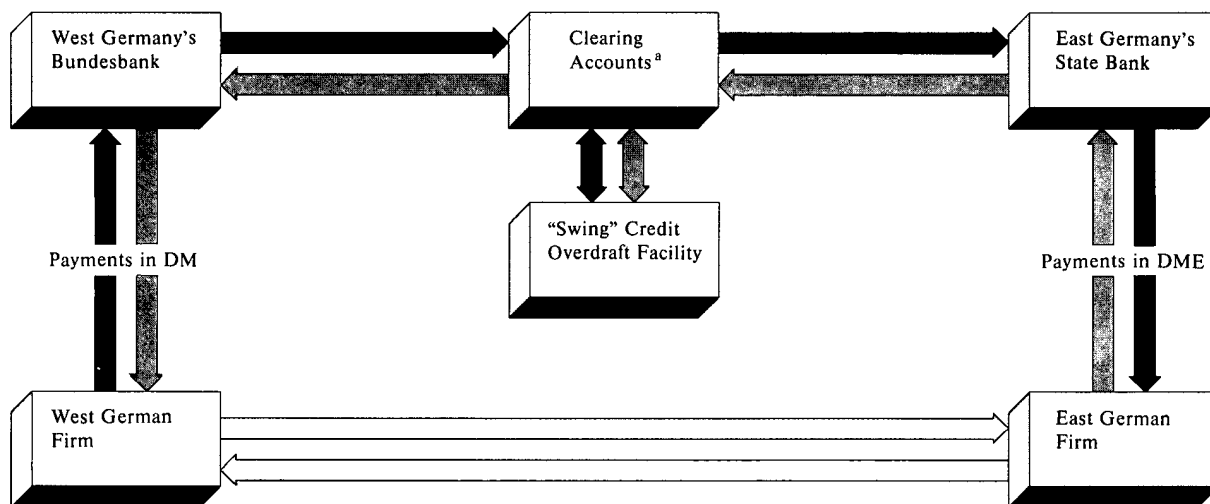 West Germany's
Bundesbank
Clearing
Accounts a
East Germany's
State Bank
"Swing" Credit
Overdraft Facility
Payments in DM
Payments in DME
West German
Firm
East German
Firm